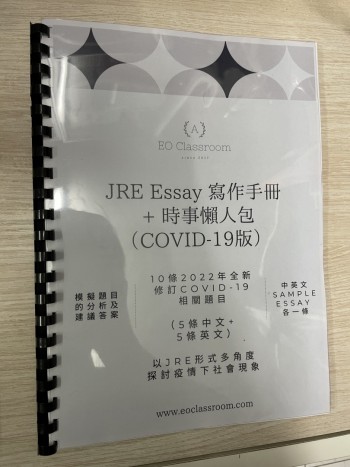 A
EO Classroom
SINCE 2017
JRE Essay 寫作手冊
+ 時事懶人包
(COVID-19版)
模擬題目
的分析及
建議答案
10條2022年全新
修訂COVID-19
相關題目
(5條中文+
5條英文)
中英文
SAMPLE
ESSAY
各一條
以JRE形式多角度
探討疫情下社會現象
www.eoclassroom.com